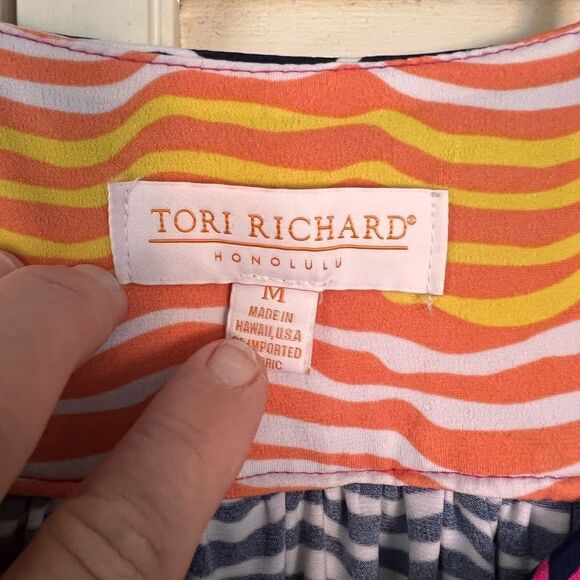 TORI RICHARD®
HONOLULU
M
MADE IN
HAWAII, U.S.A
IMPORTED